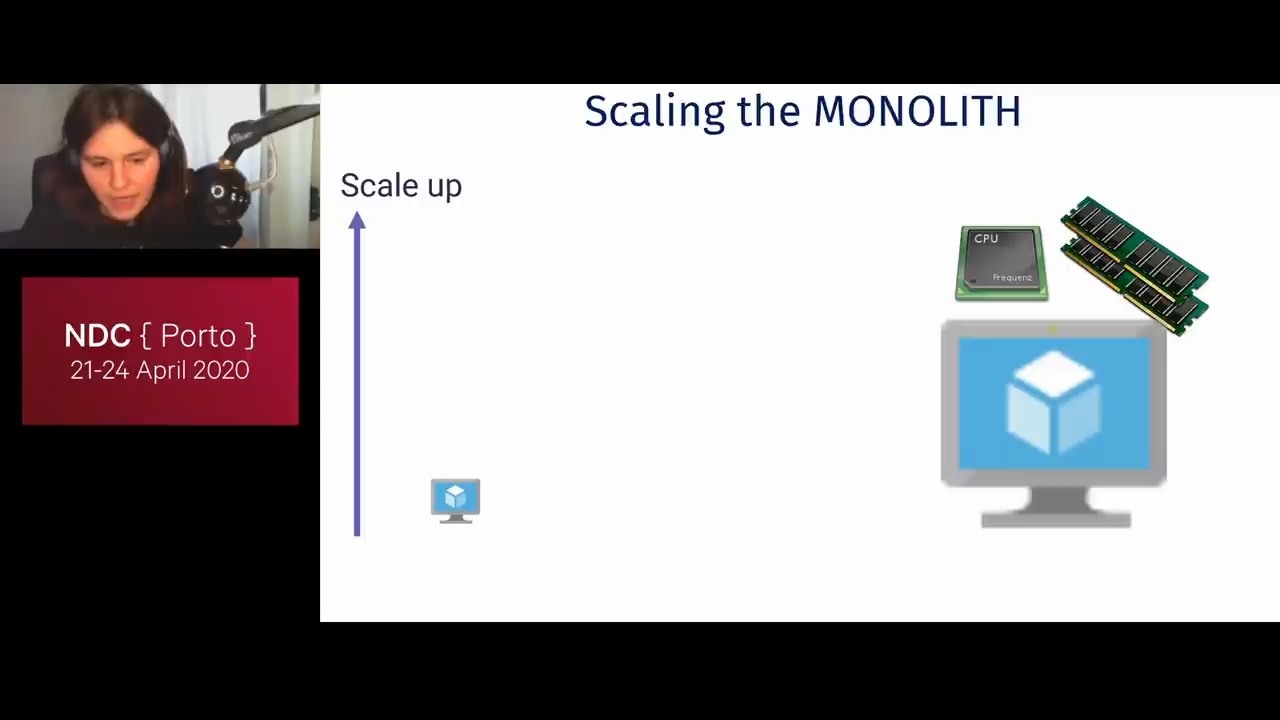 Scaling the MONOLITH
Scale up
CPU
Frequenz
NDC { Porto }
21-24 April 2020